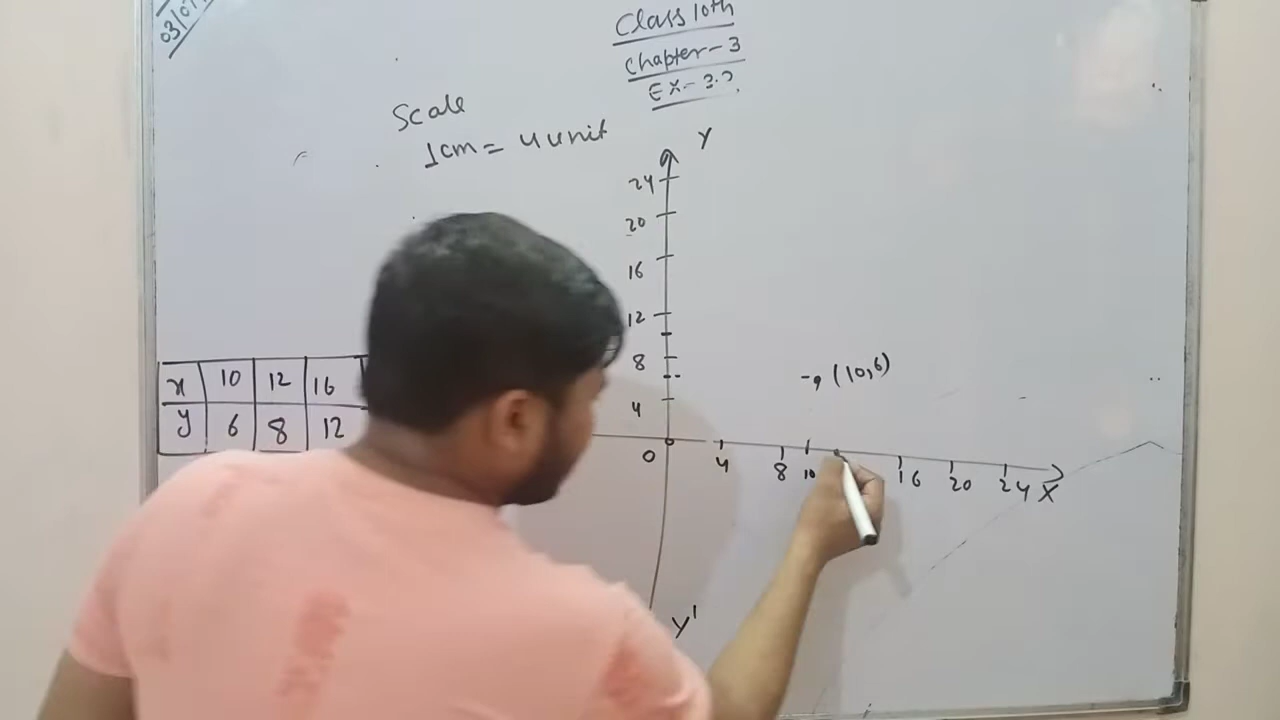 Class 10th
Chapter-3
Ex-3.2
Scale
1cm = 4 unit
Y
24
20
16
12
8
4
0
(10,6)
4 8 10 16 20 24 X
Y'
x 10 12 16
y 6 8 12